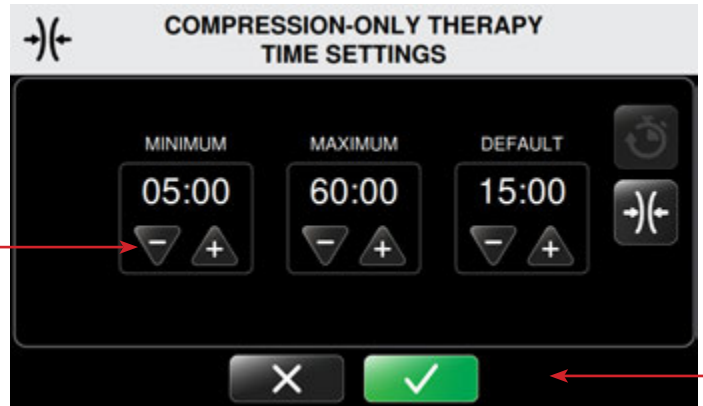 COMPRESSION-ONLY THERAPY
TIME SETTINGS
MINIMUM MAXIMUM DEFAULT
05:00 60:00 15:00
- + - + - +